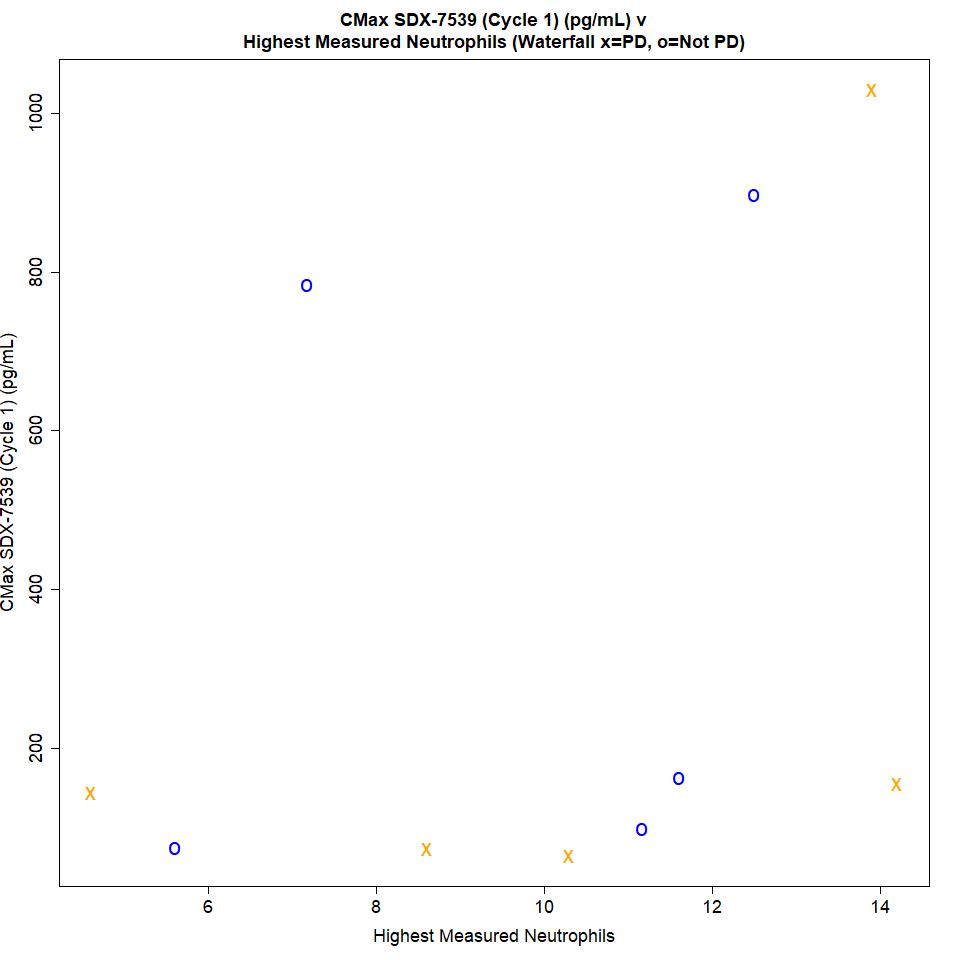 CMax SDX-7539 (Cycle 1) (pg/mL) v
Highest Measured Neutrophils (Waterfall x=PD, o=Not PD)
CMax SDX-7539 (Cycle 1) (pg/mL)
1000
800
600
400
200
X
O
O
X
O
X
O
O
X
X
X
6
8
10
12
14
Highest Measured Neutrophils